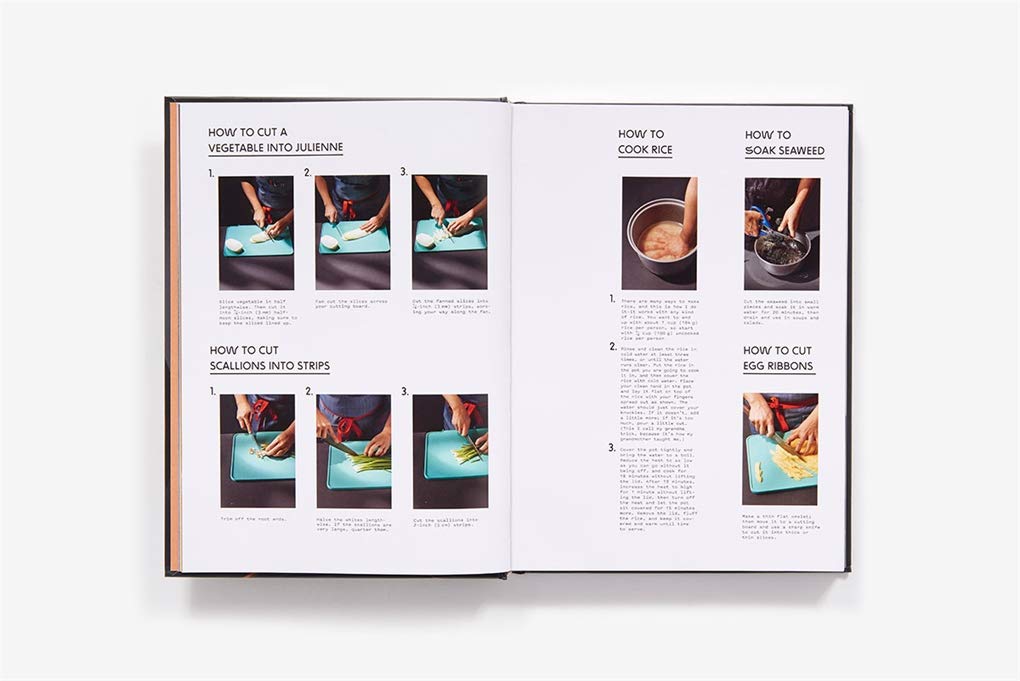 HOW TO CUT A
VEGETABLE INTO JULIENNE
1.
2.
3.
Slice vegetable in half
lengthwise. Then cut it
into ⅛-inch (3 mm) half-
moon slices, making sure to
keep the sliced lined up.
Fan out the slices across
your cutting board.
Cut the fanned slices into
⅛-inch (3 mm) strips, work-
ing your way along the fan.
HOW TO CUT
SCALLIONS INTO STRIPS
1.
2.
3.
Trim off the root ends.
Halve the whites length-
wise. If the scallions are
very large, quarter them.
Cut the scallions into
2-inch (5 cm) strips.
HOW TO
COOK RICE
1.
There are many ways to make
rice, and this is how I do
it—it works with any kind
of rice. You want to end
up with about 1 cup
rice per person, so start
with ½ cup (100 g) uncooked
rice per person.
2.
Rinse and clean the rice in
cold water at least three
times, or until the water
runs clear. Put the rice in
the pot you are going to cook
it in, and then cover the
rice with cold water. Place
your clean hand in the pot
and lay it flat on top of
the rice with your fingers
spread out as shown. The
water should just cover your
knuckles. If it doesn't, add
a little more; if it's too
much, pour a little out.
(This I call my grandma
trick, because it's how my
grandmother taught me.)
3.
Cover the pot tightly and
bring the water to a boil.
Reduce the heat to as low
as you can go without it
being off, and cook for
minutes without lifting
the lid. After minutes,
increase the heat to high
for 1 minute without lift-
ing the lid, then turn off
the heat and let the pot
sit covered for 15 minutes
more. Remove the lid, fluff
the rice, and keep it cov-
ered and warm until time
to serve.
HOW TO
SOAK SEAWEED
Cut the seaweed into small
pieces and soak it in warm
water for 20 minutes, then
drain and use in soups and
salads.
HOW TO CUT
EGG RIBBONS
Make a thin flat omelet;
then move it to a cutting
board and use a sharp knife
to cut it into thick or
thin slices.